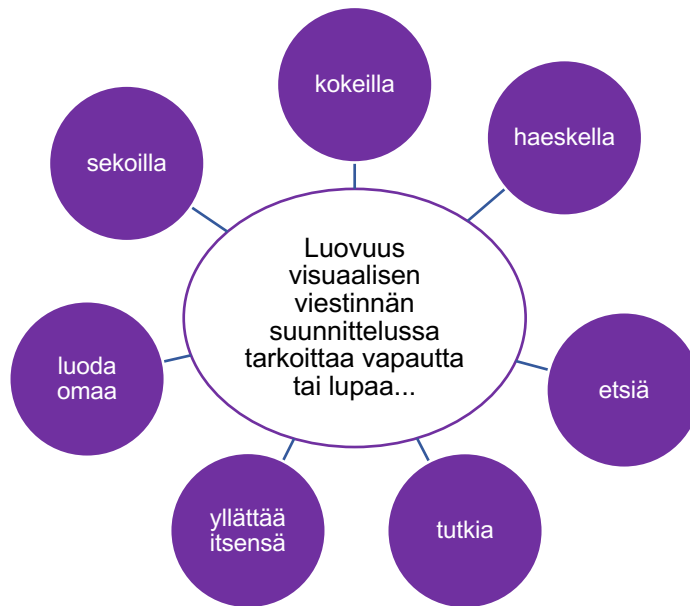 kokeilla
haeskella
sekoilla
Luovuus
visuaalisen
viestinnän
suunnittelussa
tarkoittaa vapautta
tai lupaa...
luoda
omaa
etsiä
yllättää
itsensä
tutkia